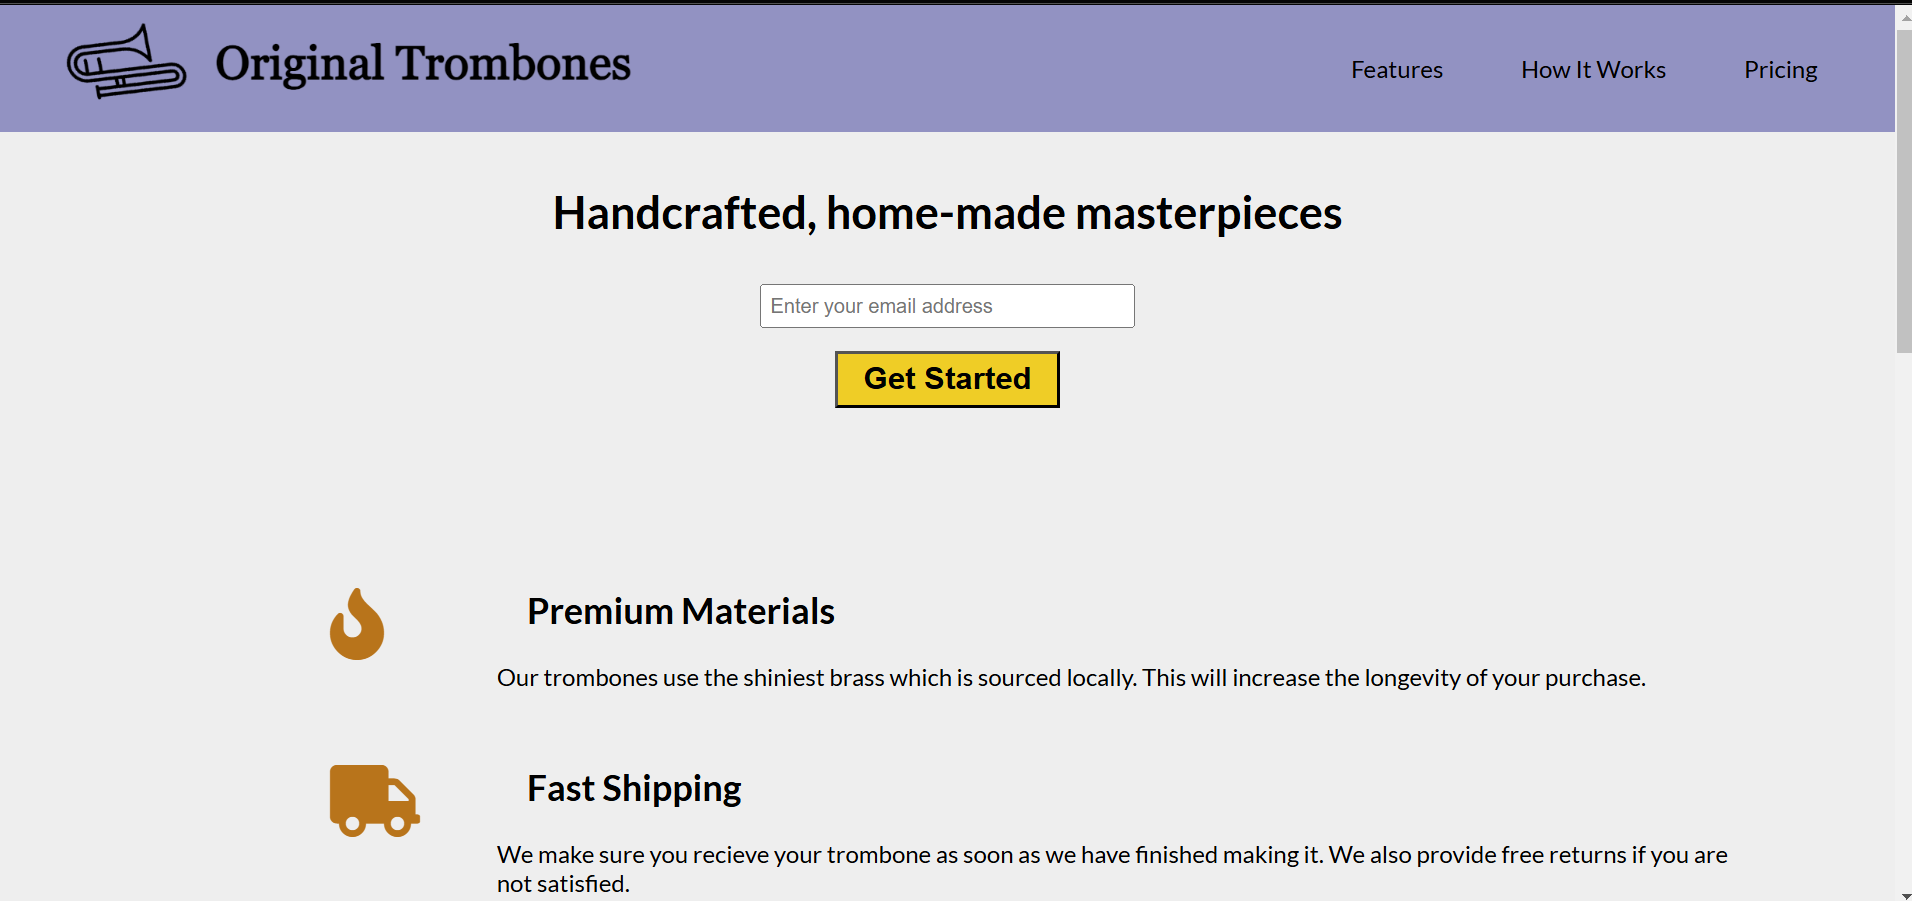 Original Trombones
Features How It Works Pricing
Handcrafted, home-made masterpieces
Enter your email address
Get Started
Premium Materials
Our trombones use the shiniest brass which is sourced locally. This will increase the longevity of your purchase.
Fast Shipping
We make sure you recieve your trombone as soon as we have finished making it. We also provide free returns if you are
not satisfied.